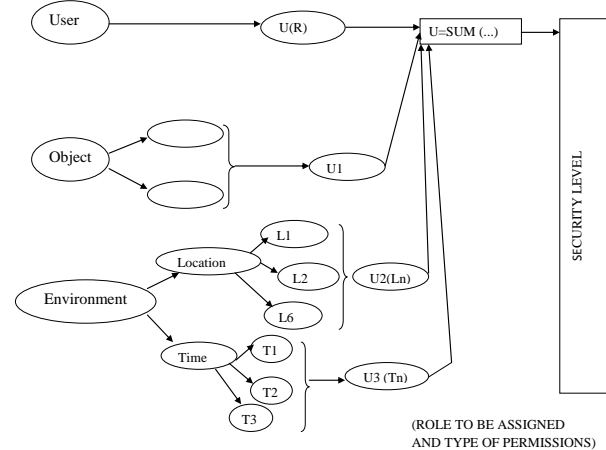 User
U(R)
U=SUM (...)
Object
U1
SECURITY LEVEL
L1
Location
L2
U2(Ln)
Environment
L6
Time
T1
U3 (Tn)
T2
T3
(ROLE TO BE ASSIGNED
AND TYPE OF PERMISSIONS)